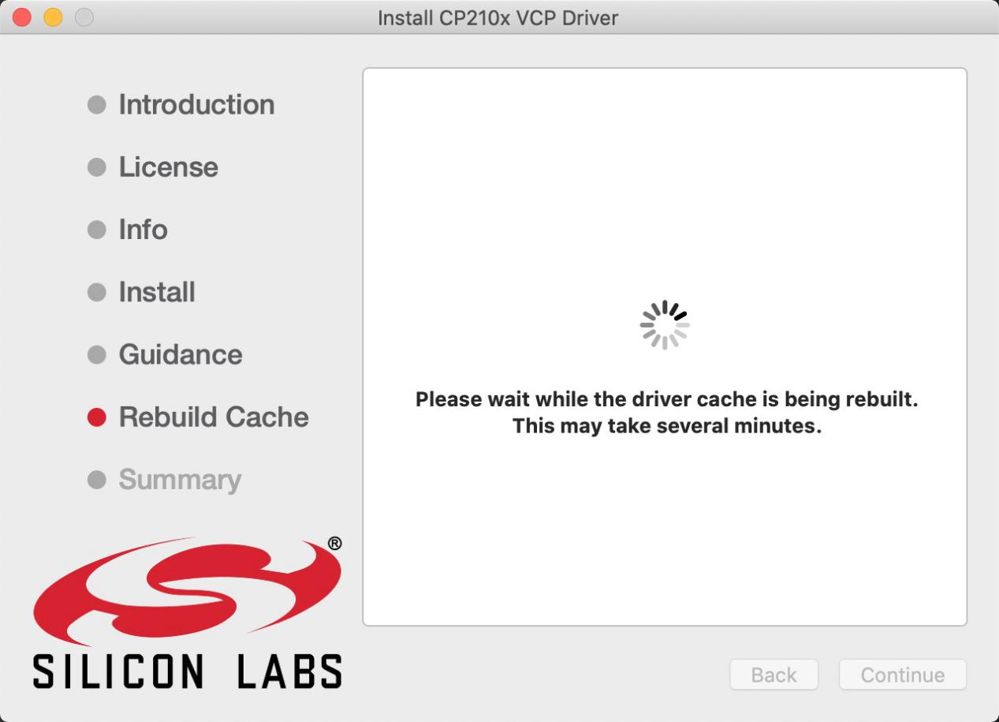 Install CP210x VCP Driver
Introduction
License
Info
Install
Guidance
Rebuild Cache
Summary
Please wait while the driver cache is being rebuilt.
This may take several minutes.
®
SILICON LABS
Back
Continue